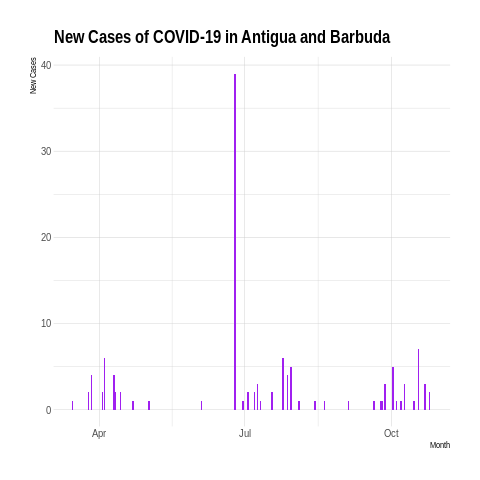 New Cases of COVID-19 in Antigua and Barbuda
New Cases
40
30
20
10
0
Apr
Jul
Oct
Month